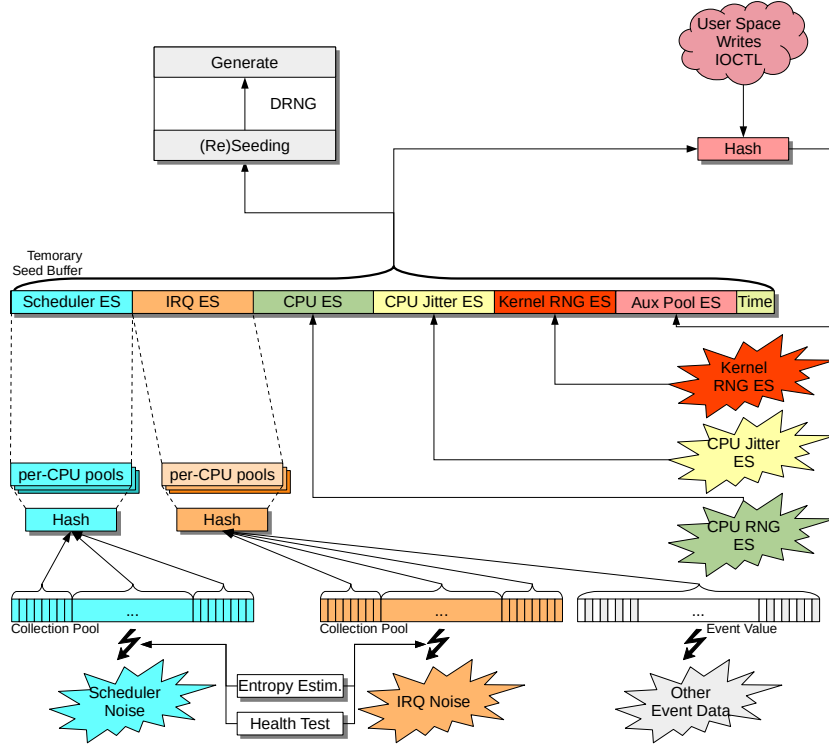 User Space
Writes
IOCTL
Generate
DRNG
(Re)Seeding
Hash
Temorary
Seed Buffer
Scheduler ES
IRQ ES
CPU ES
CPU Jitter ES
Kernel RNG ES
Aux Pool ES
Time
Kernel
RNG ES
CPU Jitter
ES
per-CPU pools
per-CPU pools
Hash
Hash
CPU RNG
ES
...
...
...
Collection Pool
Collection Pool
Event Value
Scheduler
Noise
Entropy Estim.
Health Test
IRQ Noise
Other
Event Data